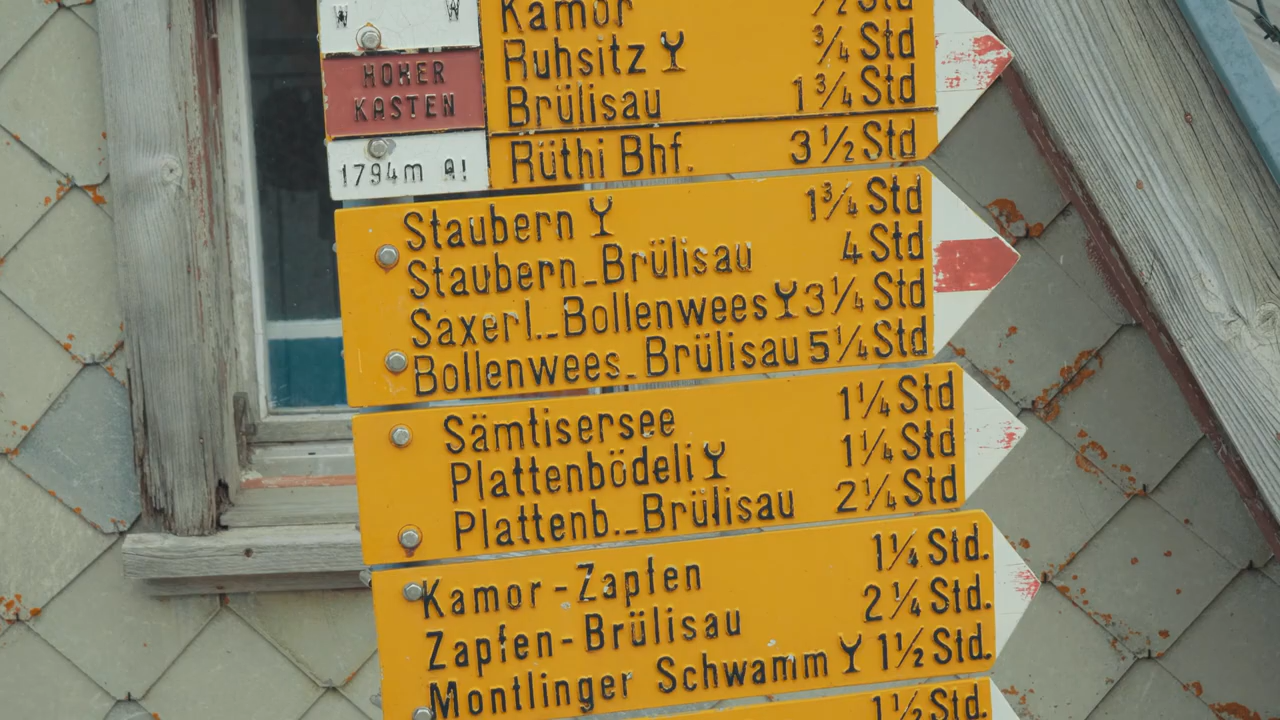 W W
HOHER
KASTEN
1794m A!
Kamor ½ Std
Ruhsitz ¾ Std
Brülisau 1¾ Std
Rüthi Bhf. 3½ Std
Staubern 1¾ Std
Staubern_Brülisau 4 Std
Saxerl._Bollenwees 3¼ Std
Bollenwees_Brülisau 5¼ Std
Sämtisersee 1¼ Std
Plattenbödeli 1¼ Std
Plattenb._Brülisau 2¼ Std
Kamor-Zapfen 1¼ Std.
Zapfen-Brülisau 2¼ Std.
Montlinger Schwamm 1½ Std.
1½ Std.